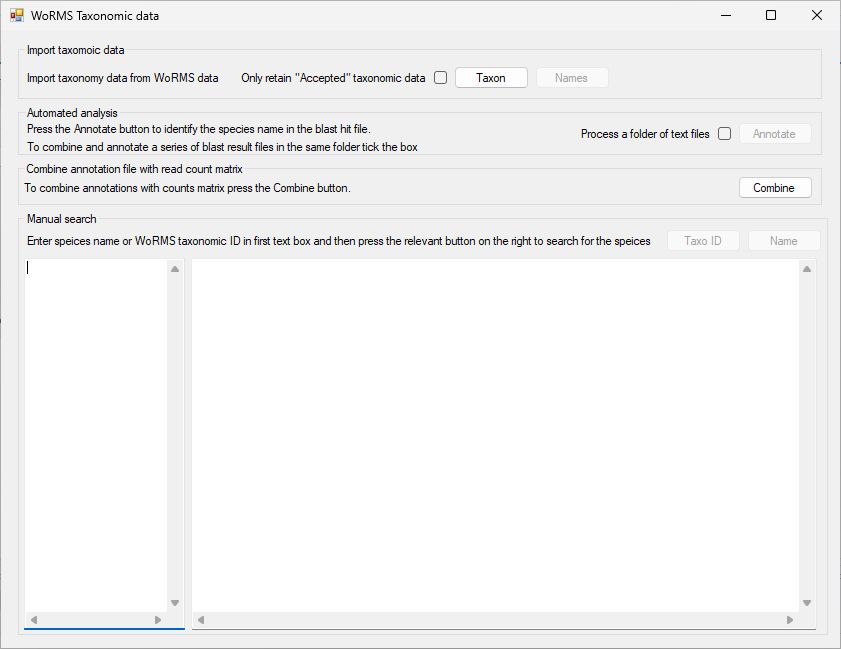 WoRMS Taxonomic data
Import taxomoic data
Import taxonomy data from WoRMS data Only retain "Accepted" taxonomic data Taxon Names
Automated analysis
Press the Annotate button to identify the species name in the blast hit file.
Process a folder of text files Annotate
To combine and annotate a series of blast result files in the same folder tick the box
Combine annotation file with read count matrix
To combine annotations with counts matrix press the Combine button. Combine
Manual search
Enter speices name or WoRMS taxonomic ID in first text box and then press the relevant button on the right to search for the speices Taxo ID Name